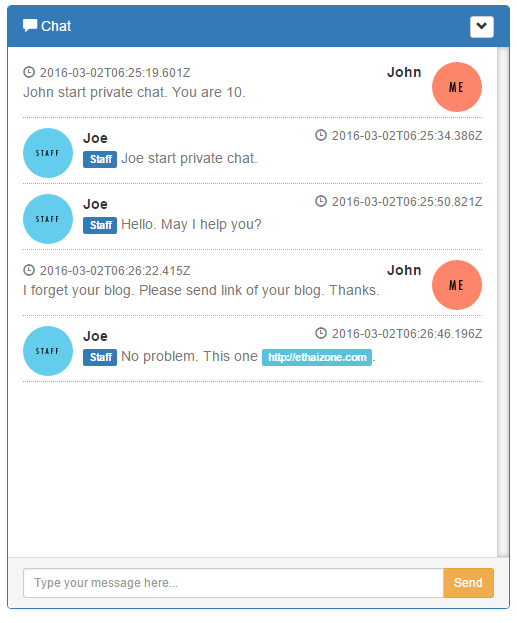 Chat
2016-03-02T06:25:19.601Z John
John start private chat. You are 10.
ME
Joe 2016-03-02T06:25:34.386Z
STAFF
Staff Joe start private chat.
Joe 2016-03-02T06:25:50.821Z
STAFF
Staff Hello. May I help you?
2016-03-02T06:26:22.415Z John
I forget your blog. Please send link of your blog. Thanks.
ME
Joe 2016-03-02T06:26:46.196Z
STAFF
Staff No problem. This one http://ethaizone.com.
Type your message here... Send